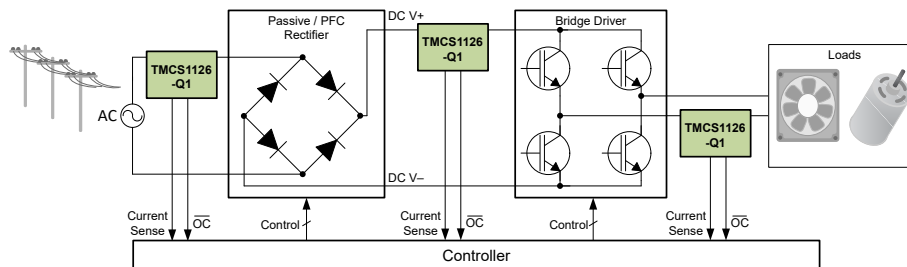 Passive / PFC
Rectifier
DC V+
Bridge Driver
TMCS1126
-Q1
TMCS1126
-Q1
Loads
AC
TMCS1126
-Q1
DC V–
Current
Sense
OC
Control
Current
Sense
OC
Control
Current
Sense
OC
Controller